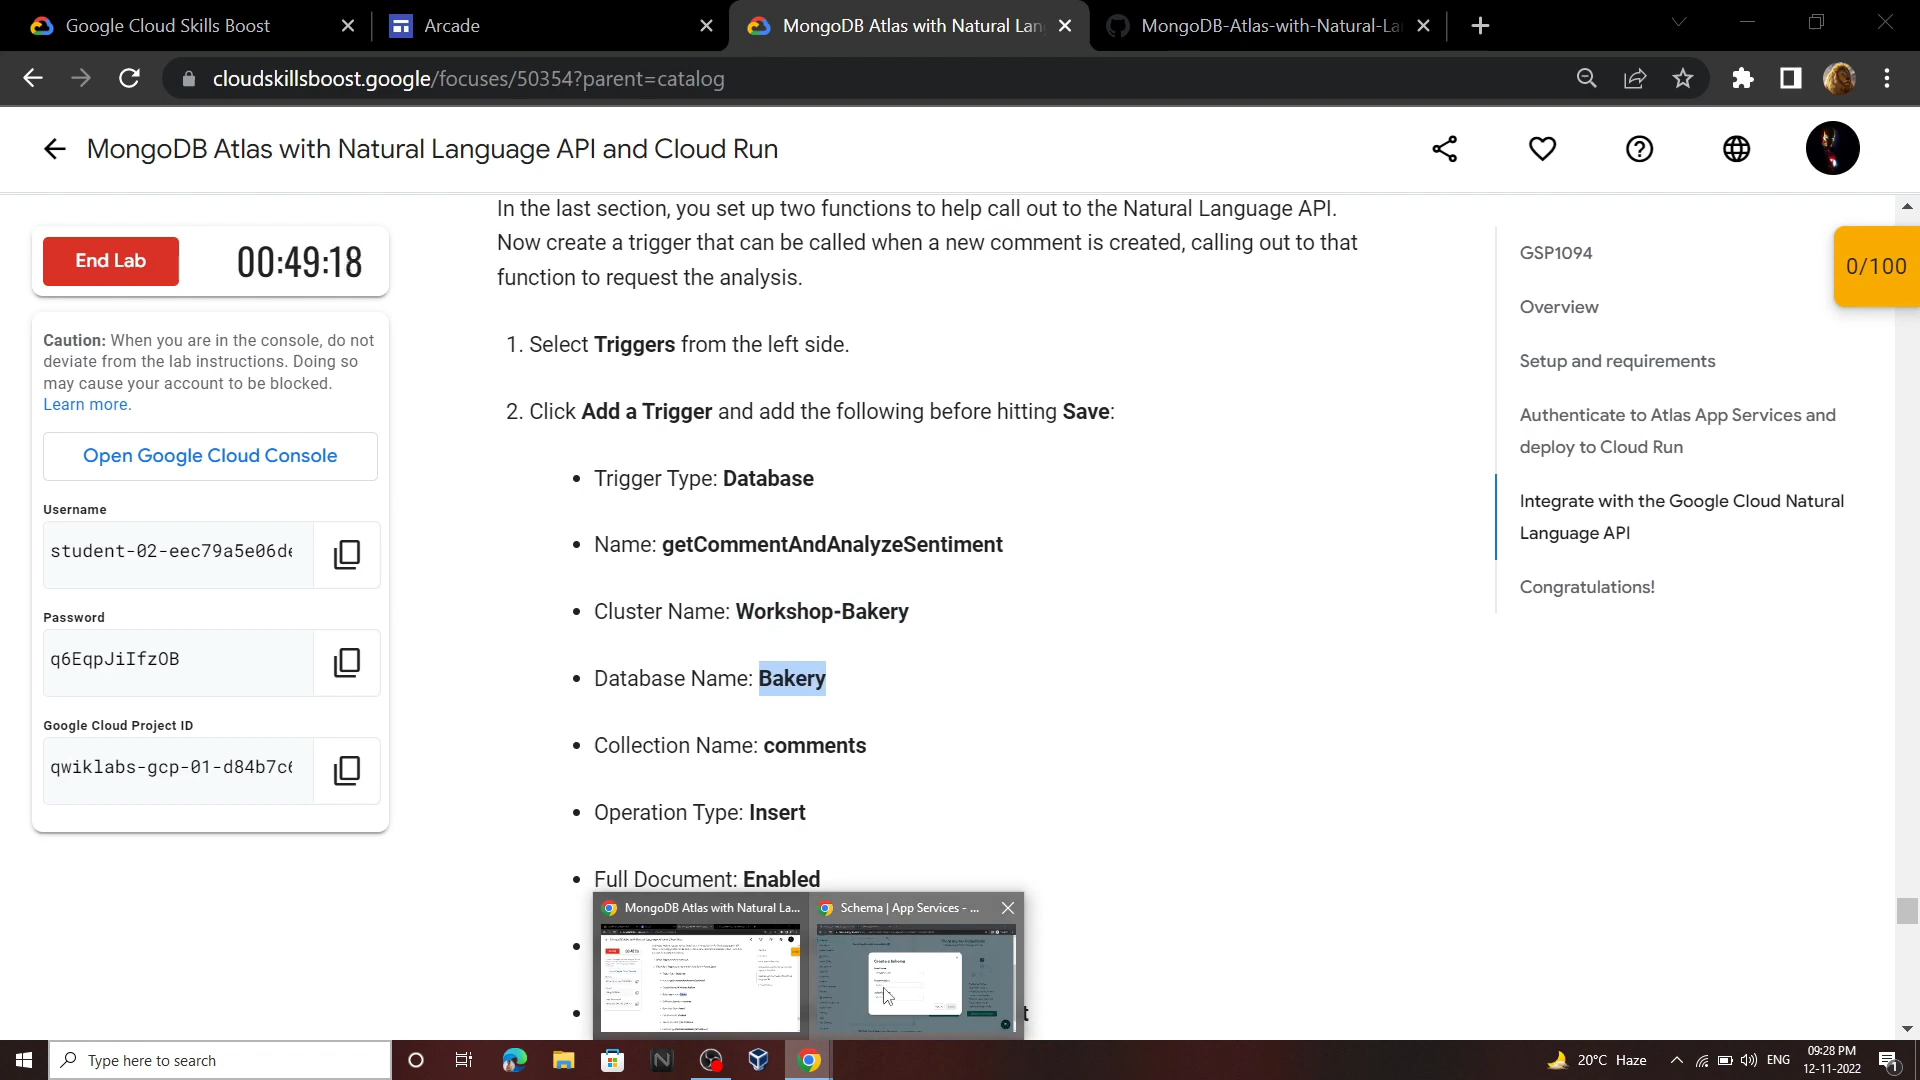 Google Cloud Skills Boost
Arcade
MongoDB Atlas with Natural Lan
MongoDB-Atlas-with-Natural-La
cloudskillsboost.google/focuses/50354?parent=catalog
MongoDB Atlas with Natural Language API and Cloud Run
End Lab
00:49:18
Caution: When you are in the console, do not
deviate from the lab instructions. Doing so
may cause your account to be blocked.
Learn more.
Open Google Cloud Console
Username
student-02-eec79a5e06de
Password
q6EqpJiIfzOB
Google Cloud Project ID
qwiklabs-gcp-01-d84b7c6
In the last section, you set up two functions to help call out to the Natural Language API.
Now create a trigger that can be called when a new comment is created, calling out to that
function to request the analysis.
1. Select Triggers from the left side.
2. Click Add a Trigger and add the following before hitting Save:
• Trigger Type: Database
• Name: getCommentAndAnalyzeSentiment
• Cluster Name: Workshop-Bakery
• Database Name: Bakery
• Collection Name: comments
• Operation Type: Insert
• Full Document: Enabled
GSP1094
Overview
Setup and requirements
Authenticate to Atlas App Services and
deploy to Cloud Run
Integrate with the Google Cloud Natural
Language API
Congratulations!
0/100
MongoDB Atlas with Natural La...
Schema | App Services - ...
Type here to search
20°C Haze
ENG
09:28 PM
12-11-2022
1